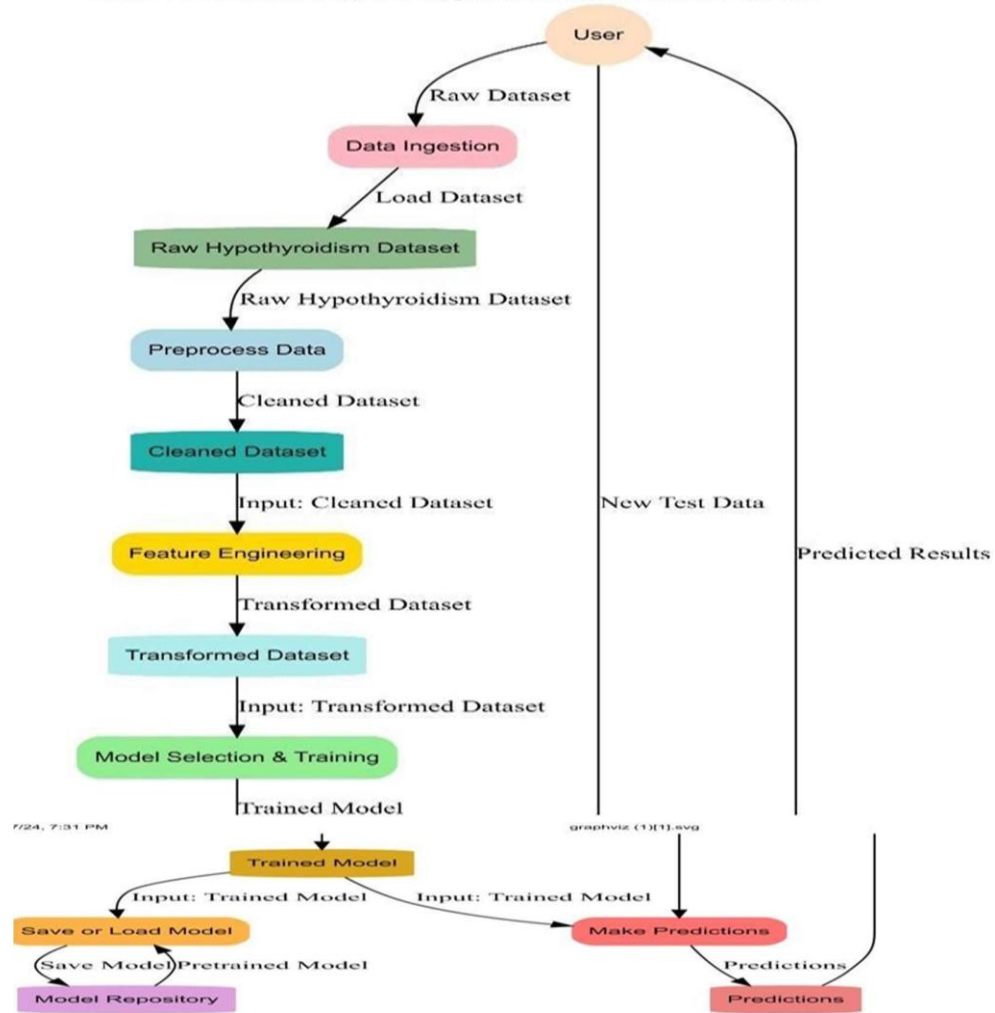 User
Raw Dataset
Data Ingestion
Load Dataset
Raw Hypothyroidism Dataset
Raw Hypothyroidism Dataset
Preprocess Data
Cleaned Dataset
Cleaned Dataset
Input: Cleaned Dataset
New Test Data
Feature Engineering
Predicted Results
Transformed Dataset
Transformed Dataset
Input: Transformed Dataset
Model Selection & Training
Trained Model
7/24, 7:31 PM
graphviz (1)[1].svg
Trained Model
Input: Trained Model
Input: Trained Model
Save or Load Model
Make Predictions
Save Model
Pretrained Model
Predictions
Model Repository
Predictions